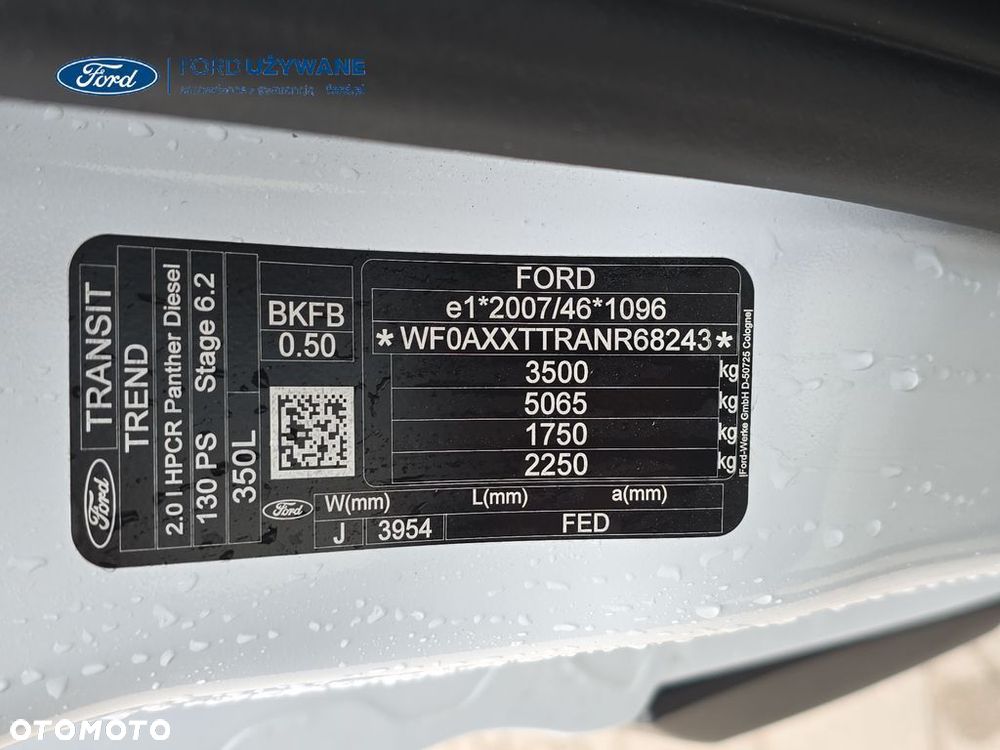 Ford
FORD UŻYWANE
FORD
e1*2007/46*1096
*WF0AXXTTRANR68243*
3500 kg
5065 kg
1750 kg
2250 kg
BKFB
0.50
TRANSIT
TREND
2.0 l HPCR Panther Diesel
130 PS Stage 6.2
350L
Ford
Ford
W(mm) L(mm) a(mm)
J 3954 FED
Ford-Werke GmbH D-50725 Cologne
OTOMOTO